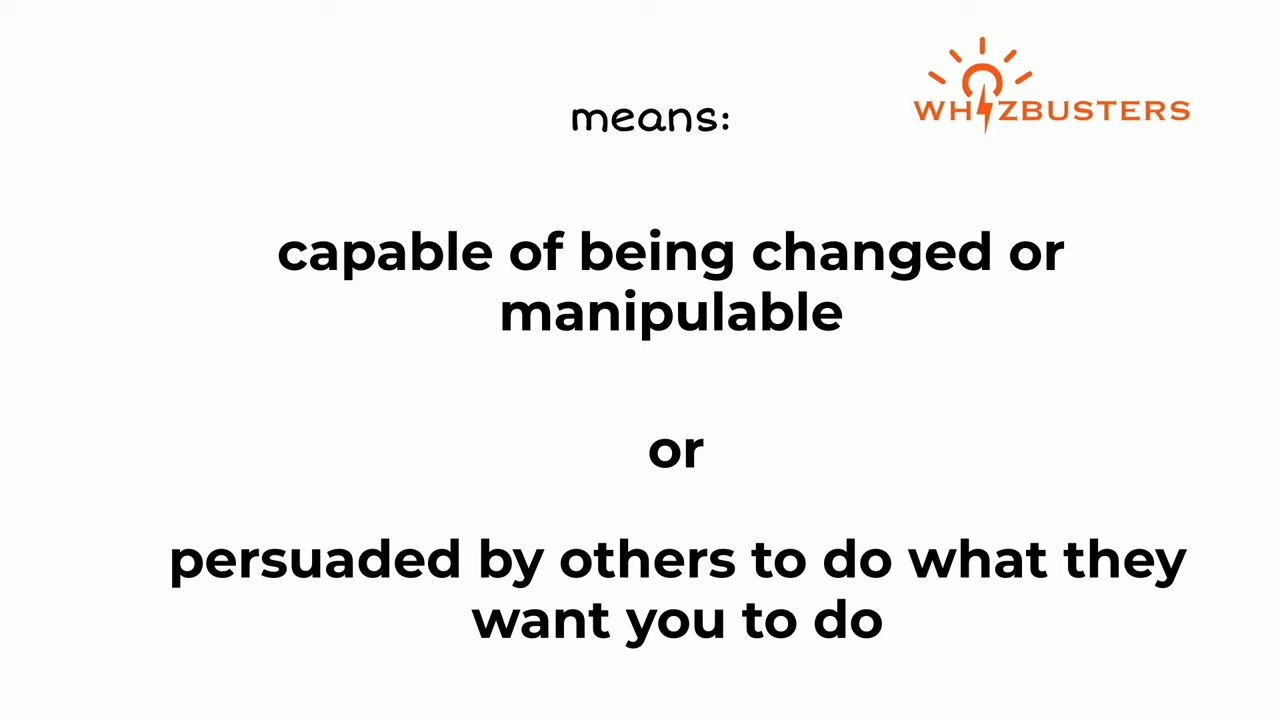 means:
WHIZBUSTERS
capable of being changed or
manipulable
or
persuaded by others to do what they
want you to do